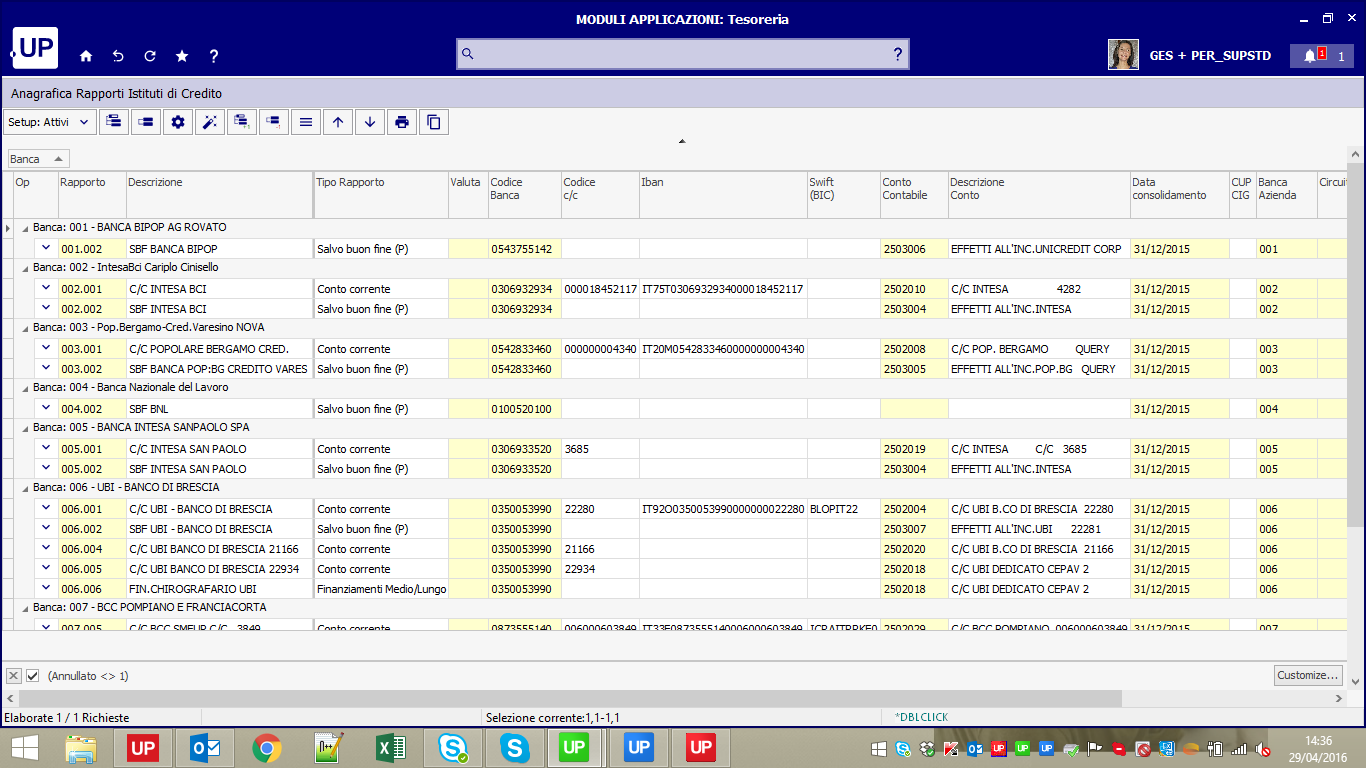 MODULI APPLICAZIONI: Tesoreria
UP
?
?
GES + PER_SUPSTD
1
1
Anagrafica Rapporti Istituti di Credito
Setup: Attivi
Banca
Op Rapporto Descrizione Tipo Rapporto Valuta Codice Banca Codice c/c Iban Swift (BIC) Conto Contabile Descrizione Conto Data consolidamento CUP CIG Banca Azienda Circuit
Banca: 001 - BANCA BIPOP AG ROVATO
001.002 SBF BANCA BIPOP Salvo buon fine (P) 0543755142 2503006 EFFETTI ALL'INC.UNICREDIT CORP 31/12/2015 001
Banca: 002 - IntesaBci Cariplo Cinisello
002.001 C/C INTESA BCI Conto corrente 0306932934 000018452117 IT75T0306932934000018452117 2502010 C/C INTESA 4282 31/12/2015 002
002.002 SBF INTESA BCI Salvo buon fine (P) 0306932934 2503004 EFFETTI ALL'INC.INTESA 31/12/2015 002
Banca: 003 - Pop.Bergamo-Cred.Varesino NOVA
003.001 C/C POPOLARE BERGAMO CRED. Conto corrente 0542833460 000000004340 IT20M0542833460000000004340 2502008 C/C POP. BERGAMO QUERY 31/12/2015 003
003.002 SBF BANCA POP:BG CREDITO VARES Salvo buon fine (P) 0542833460 2503005 EFFETTI ALL'INC.POP.BG QUERY 31/12/2015 003
Banca: 004 - Banca Nazionale del Lavoro
004.002 SBF BNL Salvo buon fine (P) 0100520100 31/12/2015 004
Banca: 005 - BANCA INTESA SANPAOLO SPA
005.001 C/C INTESA SAN PAOLO Conto corrente 0306933520 3685 2502019 C/C INTESA C/C 3685 31/12/2015 005
005.002 SBF INTESA SAN PAOLO Salvo buon fine (P) 0306933520 2503004 EFFETTI ALL'INC.INTESA 31/12/2015 005
Banca: 006 - UBI - BANCO DI BRESCIA
006.001 C/C UBI - BANCO DI BRESCIA Conto corrente 0350053990 22280 IT92O0350053990000000022280 BLOPIT22 2502004 C/C UBI B.CO DI BRESCIA 22280 31/12/2015 006
006.002 SBF UBI - BANCO DI BRESCIA Salvo buon fine (P) 0350053990 2503007 EFFETTI ALL'INC.UBI 22281 31/12/2015 006
006.004 C/C UBI BANCO DI BRESCIA 21166 Conto corrente 0350053990 21166 2502020 C/C UBI B.CO DI BRESCIA 21166 31/12/2015 006
006.005 C/C UBI BANCO DI BRESCIA 22934 Conto corrente 0350053990 22934 2502018 C/C UBI DEDICATO CEPAV 2 31/12/2015 006
006.006 FIN.CHIROGRAFARIO UBI Finanziamenti Medio/Lungo 0350053990 2502018 C/C UBI DEDICATO CEPAV 2 31/12/2015 006
Banca: 007 - BCC POMPIANO E FRANCIACORTA
007.005 C/C BCC SMEUP C/C 3849 Conto corrente 0873555140 006000603849 IT33E0873555140006000603849 2502029 C/C BCC POMPIANO 006000603849 31/12/2015 007
(Annullato <> 1)
Customize...
Elaborate 1 / 1 Richieste Selezione corrente:1,1-1,1 *DBLCLICK
UP UP UP UP UP UP UP
14:36
29/04/2016